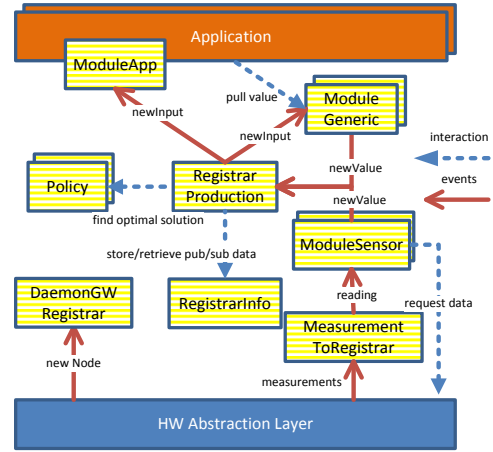 Application
ModuleApp
pull value
Module
Generic
newInput
newInput
interaction
newValue
events
Policy
Registrar
Production
newValue
find optimal solution
ModuleSensor
store/retrieve pub/sub data
DaemonGW
Registrar
RegistrarInfo
reading
request data
Measurement
ToRegistrar
new Node
measurements
HW Abstraction Layer